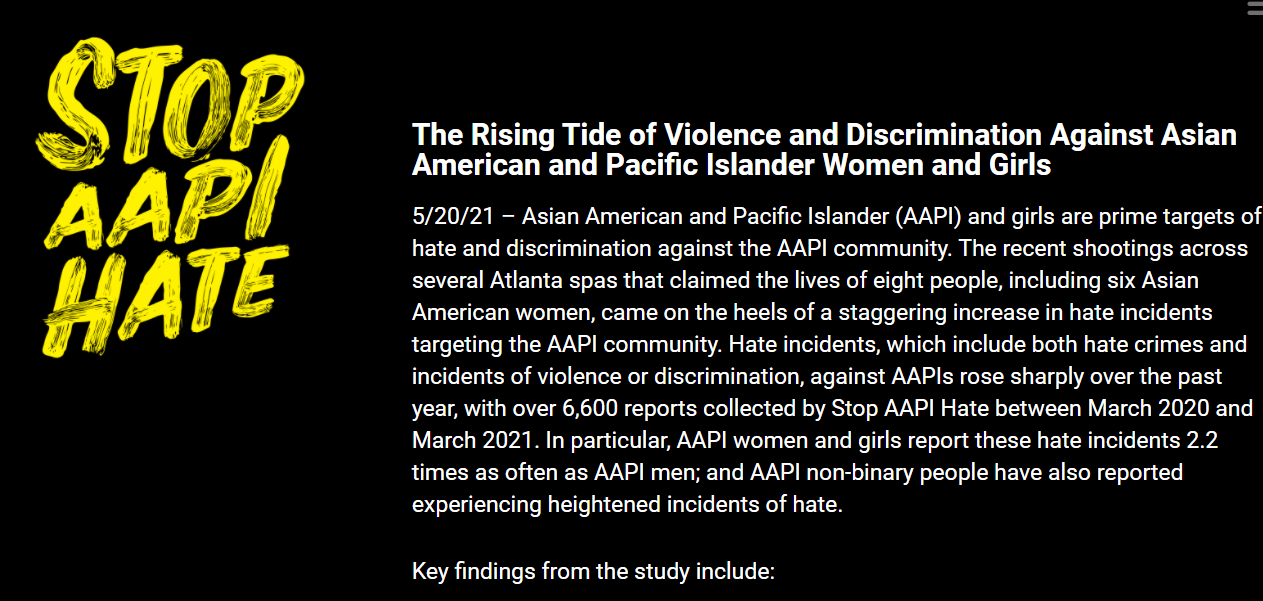 STOP
AAPI
HATE
The Rising Tide of Violence and Discrimination Against Asian
American and Pacific Islander Women and Girls
5/20/21 – Asian American and Pacific Islander (AAPI) and girls are prime targets of
hate and discrimination against the AAPI community. The recent shootings across
several Atlanta spas that claimed the lives of eight people, including six Asian
American women, came on the heels of a staggering increase in hate incidents
targeting the AAPI community. Hate incidents, which include both hate crimes and
incidents of violence or discrimination, against AAPIs rose sharply over the past
year, with over 6,600 reports collected by Stop AAPI Hate between March 2020 and
March 2021. In particular, AAPI women and girls report these hate incidents 2.2
times as often as AAPI men; and AAPI non-binary people have also reported
experiencing heightened incidents of hate.
Key findings from the study include: